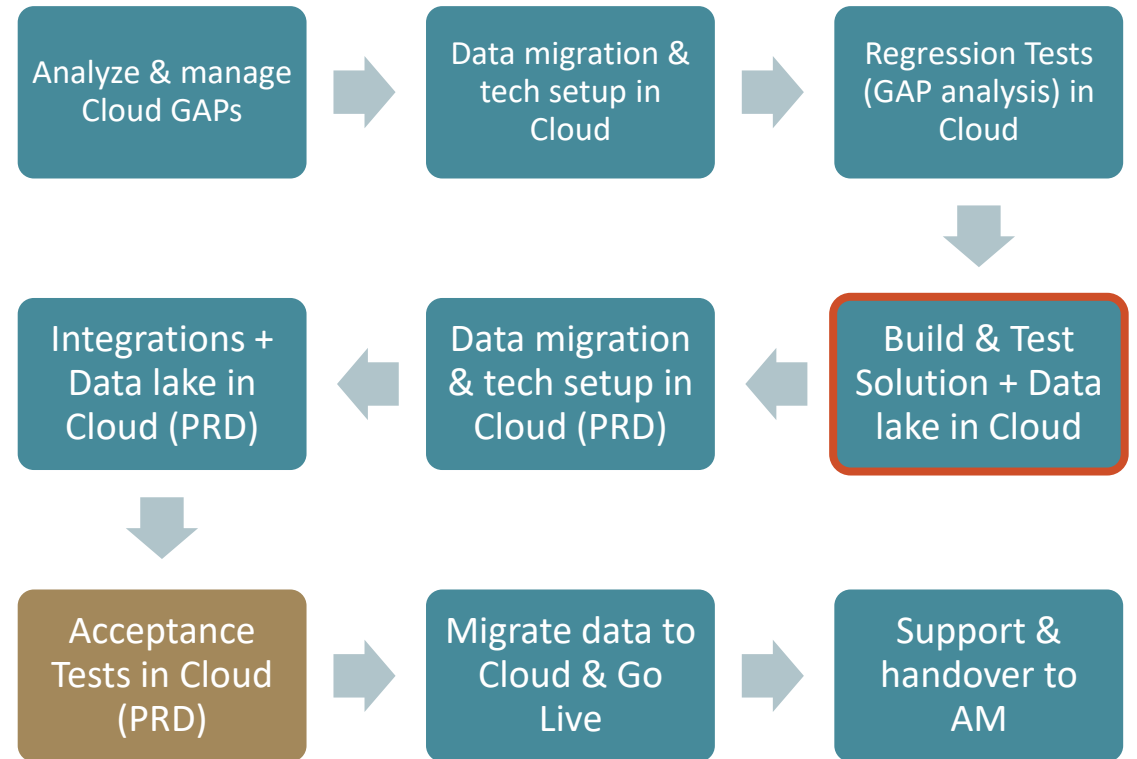 Analyze & manage
Cloud GAPs
Data migration &
tech setup in
Cloud
Regression Tests
(GAP analysis) in
Cloud
Build & Test
Solution + Data
lake in Cloud
Data migration
& tech setup in
Cloud (PRD)
Integrations +
Data lake in
Cloud (PRD)
Acceptance
Tests in Cloud
(PRD)
Migrate data to
Cloud & Go
Live
Support &
handover to
AM